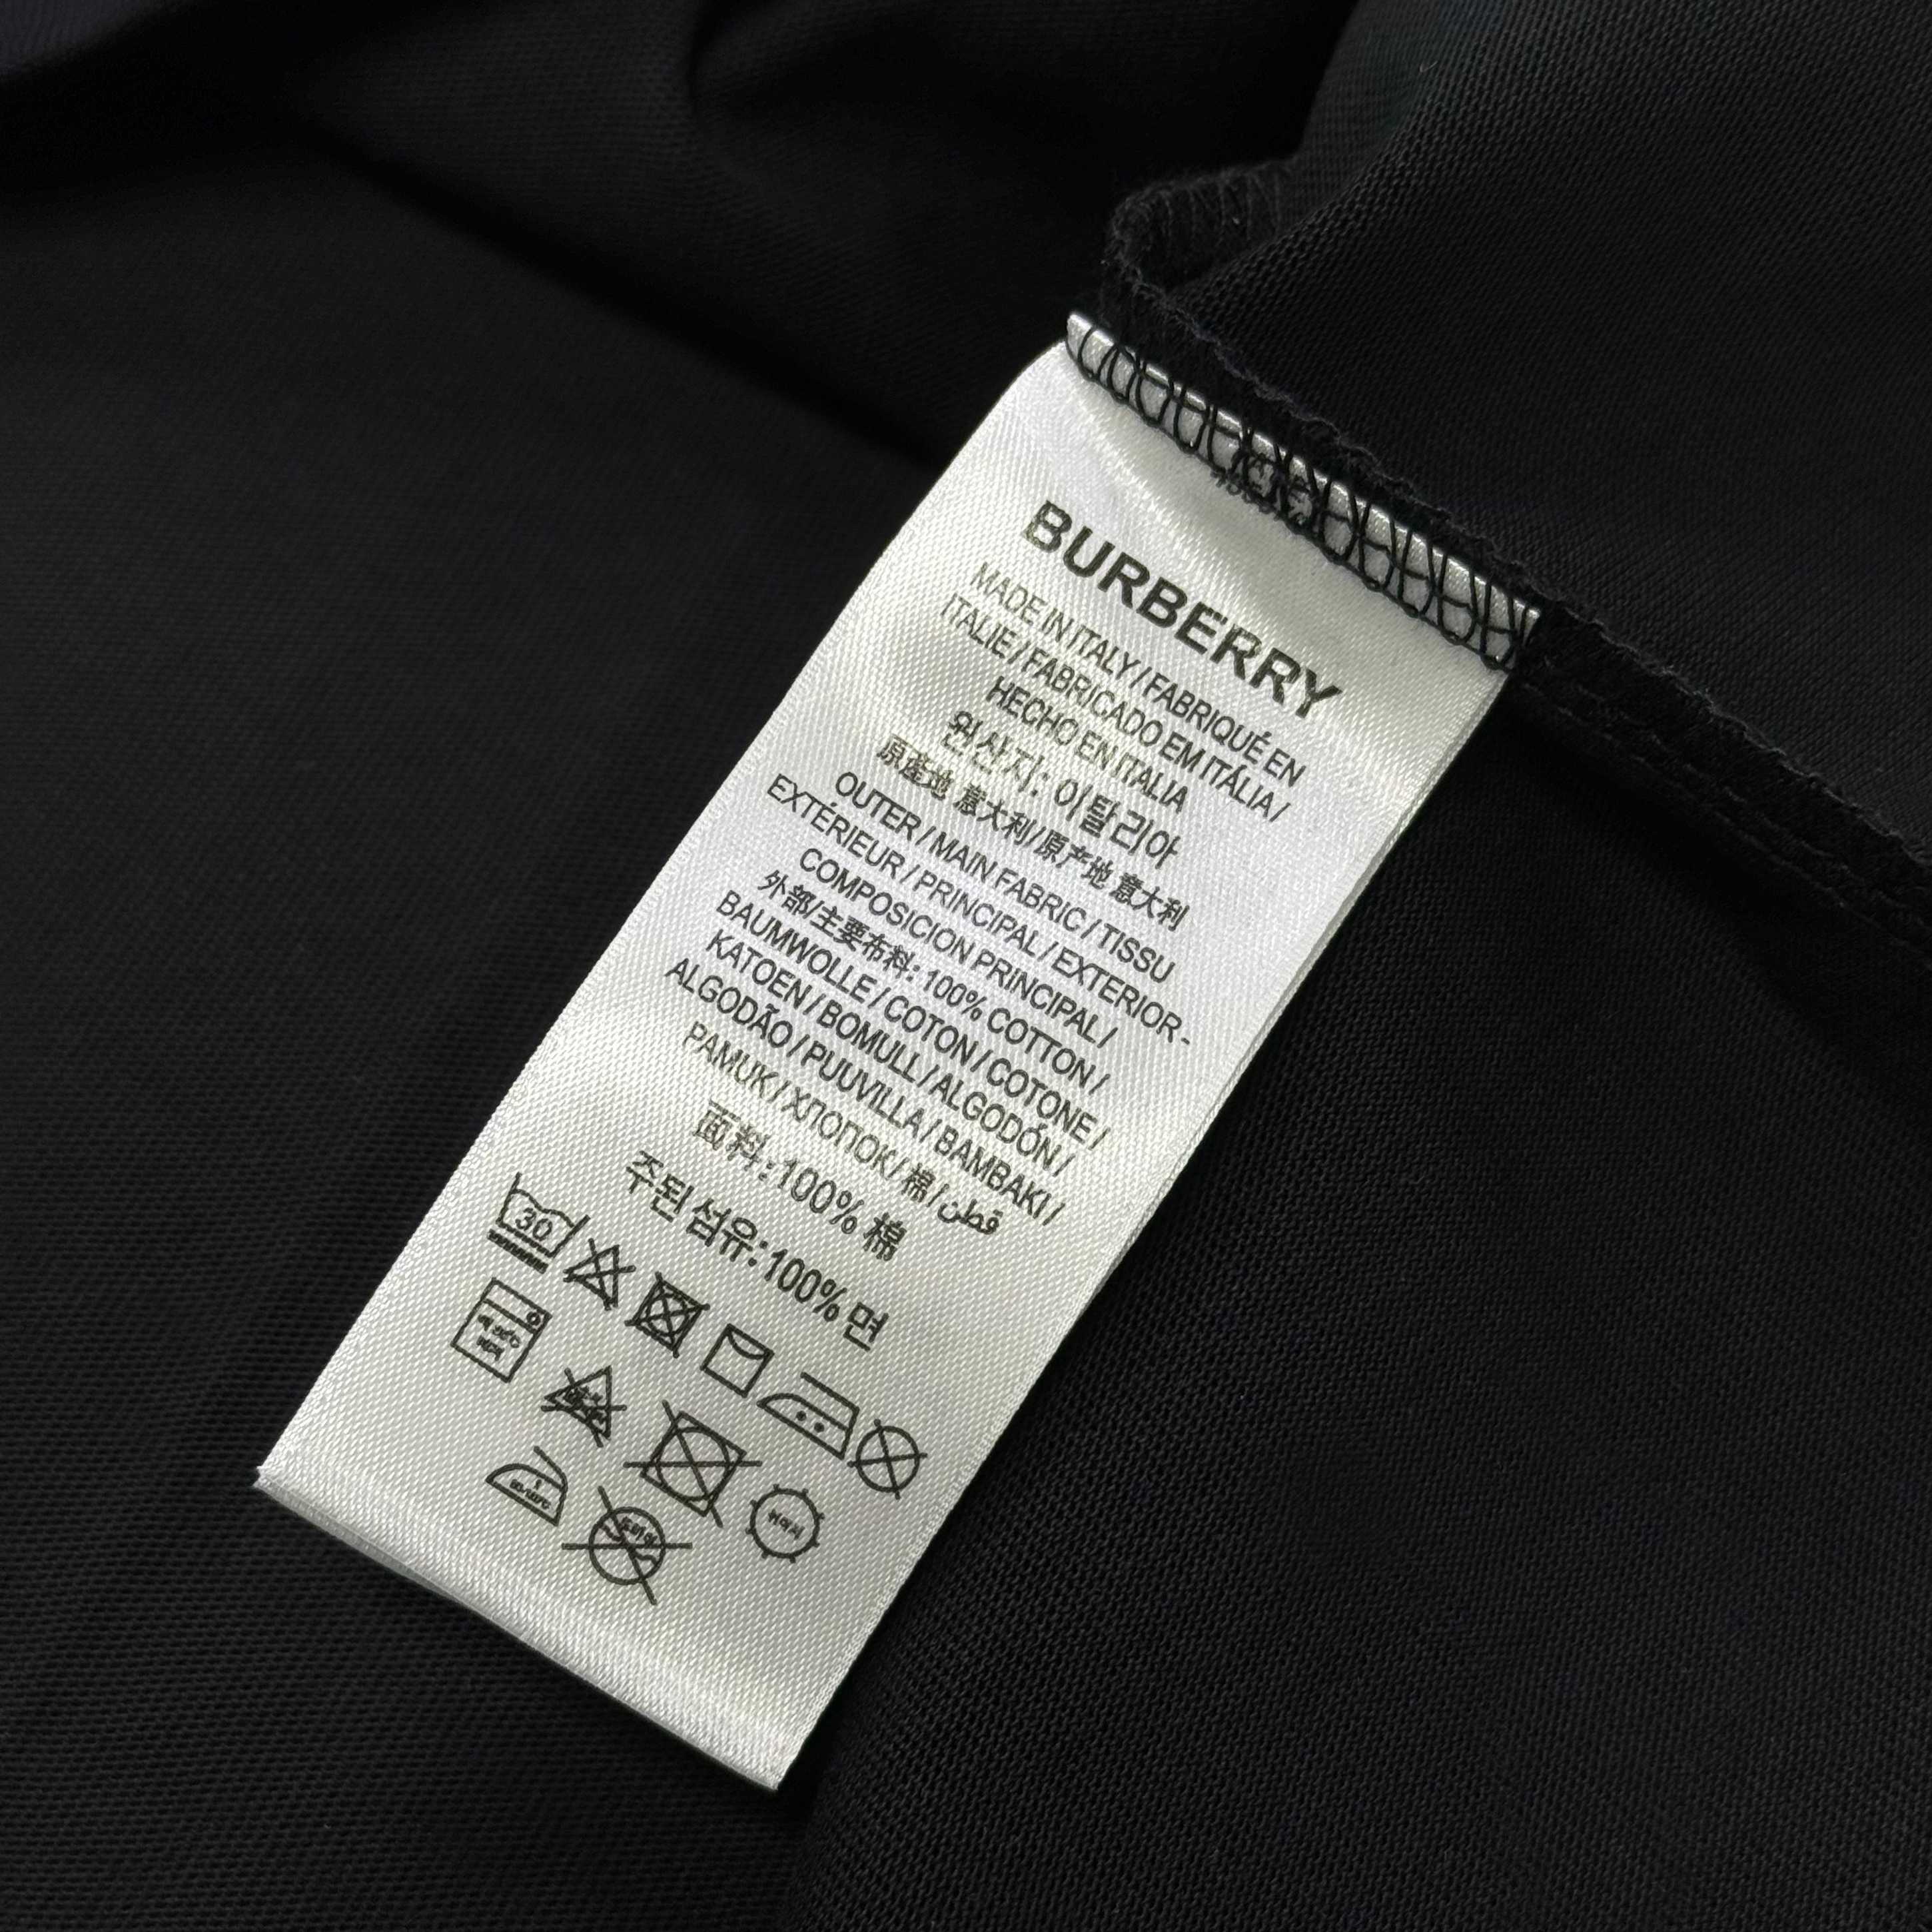 BURBERRY
MADE IN ITALY / FABRIQUÉ EN
ITALIE / FABRICADO EM ITÁLIA /
HECHO EN ITALIA
원산지: 이탈리아
原產地 意大利/原产地 意大利
OUTER / MAIN FABRIC / TISSU
EXTÉRIEUR / PRINCIPAL / EXTERIOR-
COMPOSICION PRINCIPAL /
外部/主要布料: 100% COTTON /
BAUMWOLLE / COTON / COTONE /
KATOEN / BOMULL / ALGODÓN /
ALGODÃO / PUUVILLA / BAMBAKI /
PAMUK / ХЛОПОК / 棉 / قطن
面料: 100% 棉
주된 섬유: 100% 면
30